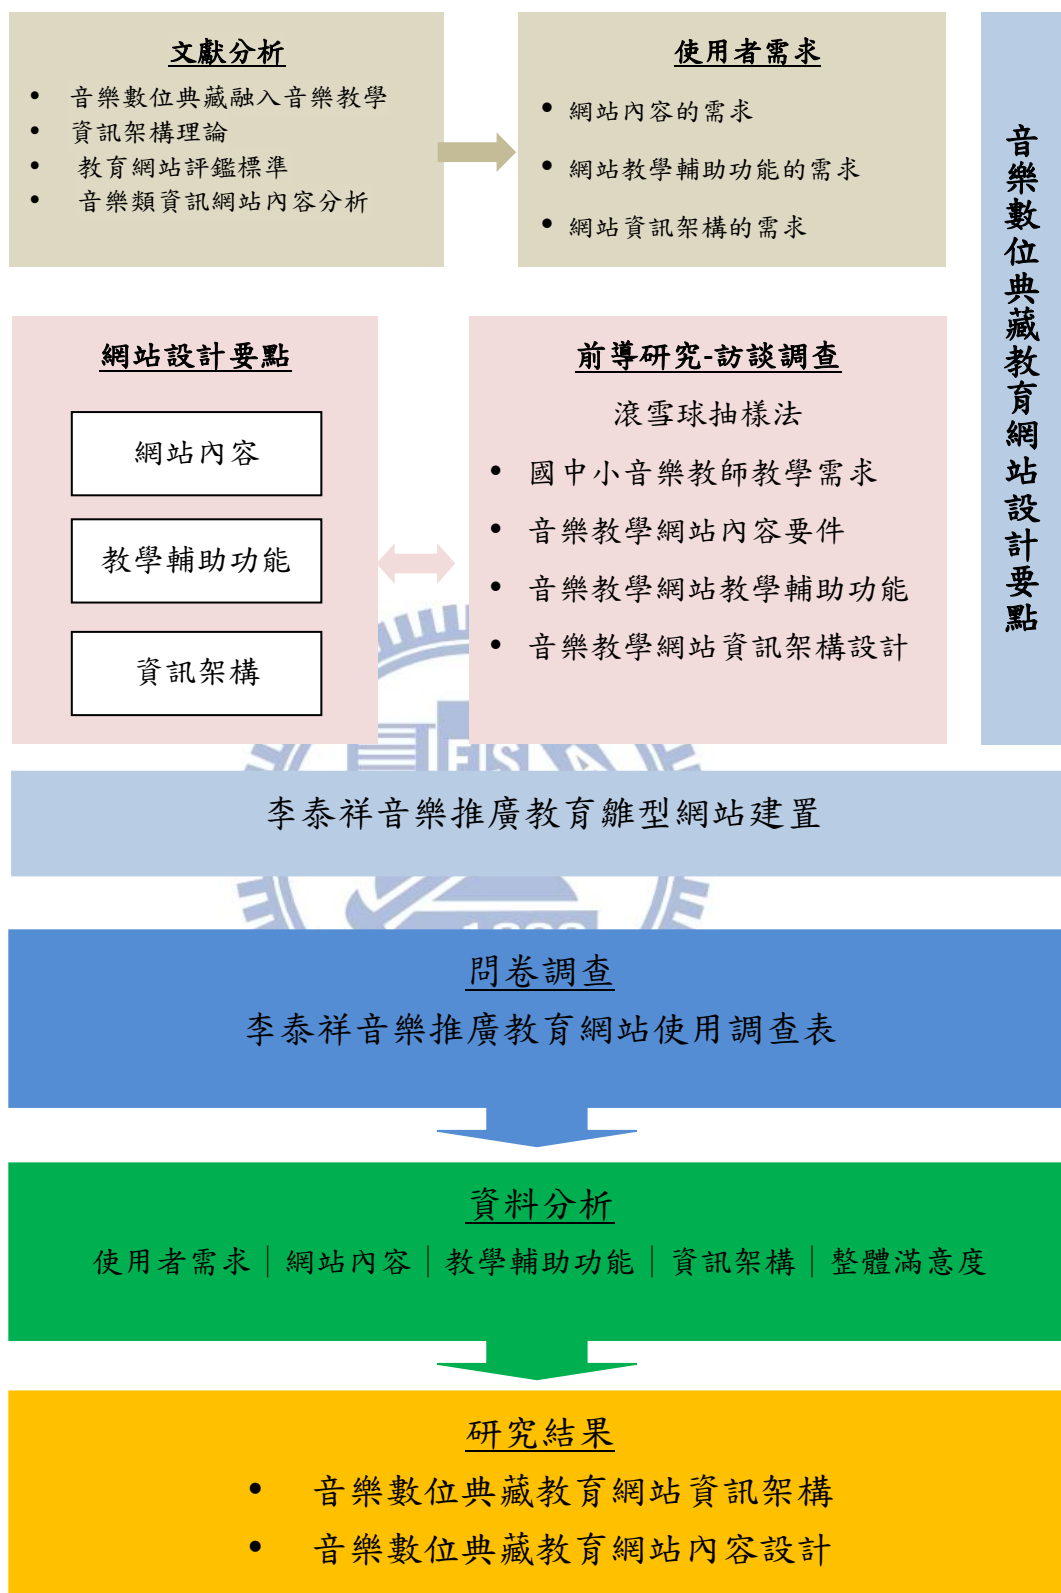 文獻分析
• 音樂數位典藏融入音樂教學
• 資訊架構理論
• 教育網站評鑑標準
• 音樂類資訊網站內容分析
使用者需求
• 網站內容的需求
• 網站教學輔助功能的需求
• 網站資訊架構的需求
音樂數位典藏教育網站設計要點
網站設計要點
網站內容
教學輔助功能
資訊架構
前導研究-訪談調查
滾雪球抽樣法
• 國中小音樂教師教學需求
• 音樂教學網站內容要件
• 音樂教學網站教學輔助功能
• 音樂教學網站資訊架構設計
李泰祥音樂推廣教育雛型網站建置
問卷調查
李泰祥音樂推廣教育網站使用調查表
資料分析
使用者需求｜網站內容｜教學輔助功能｜資訊架構｜整體滿意度
研究結果
• 音樂數位典藏教育網站資訊架構
• 音樂數位典藏教育網站內容設計